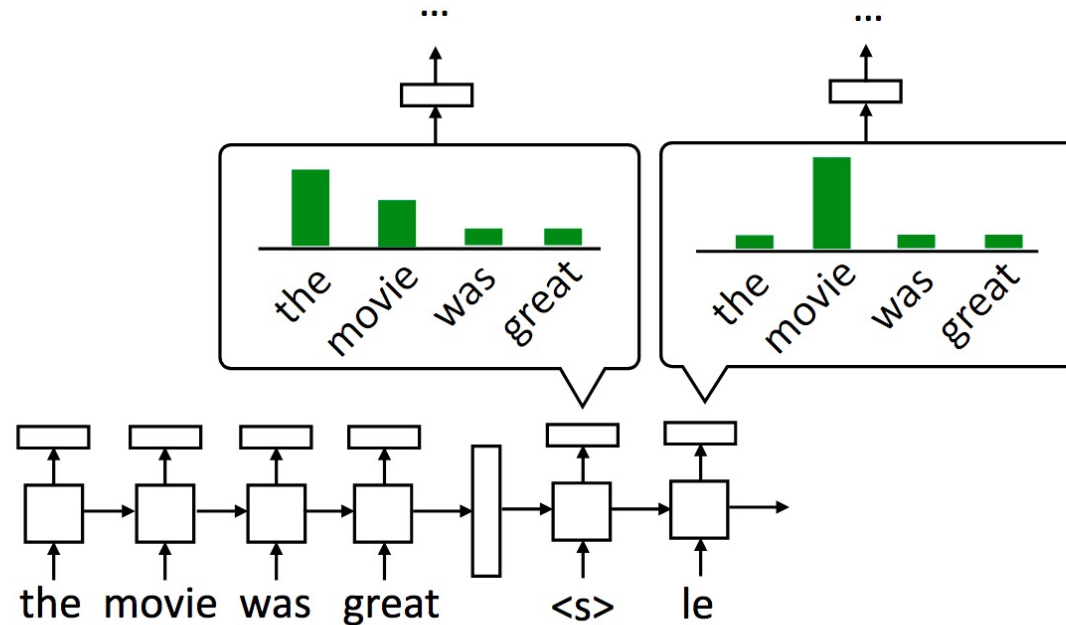 ... ...
the movie was great the movie was great
the movie was great <s> le